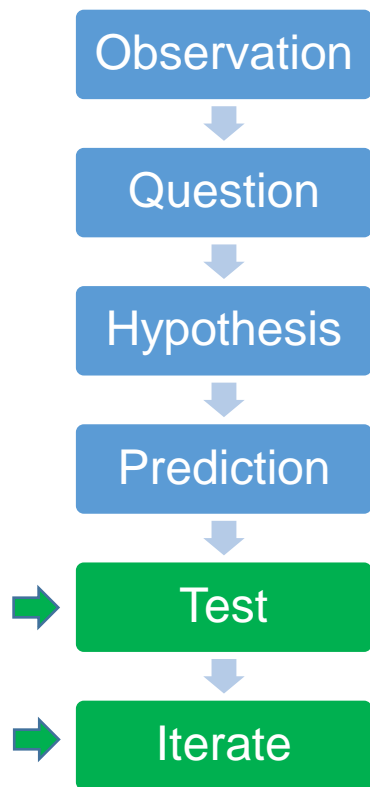 Observation
Question
Hypothesis
Prediction
Test
Iterate